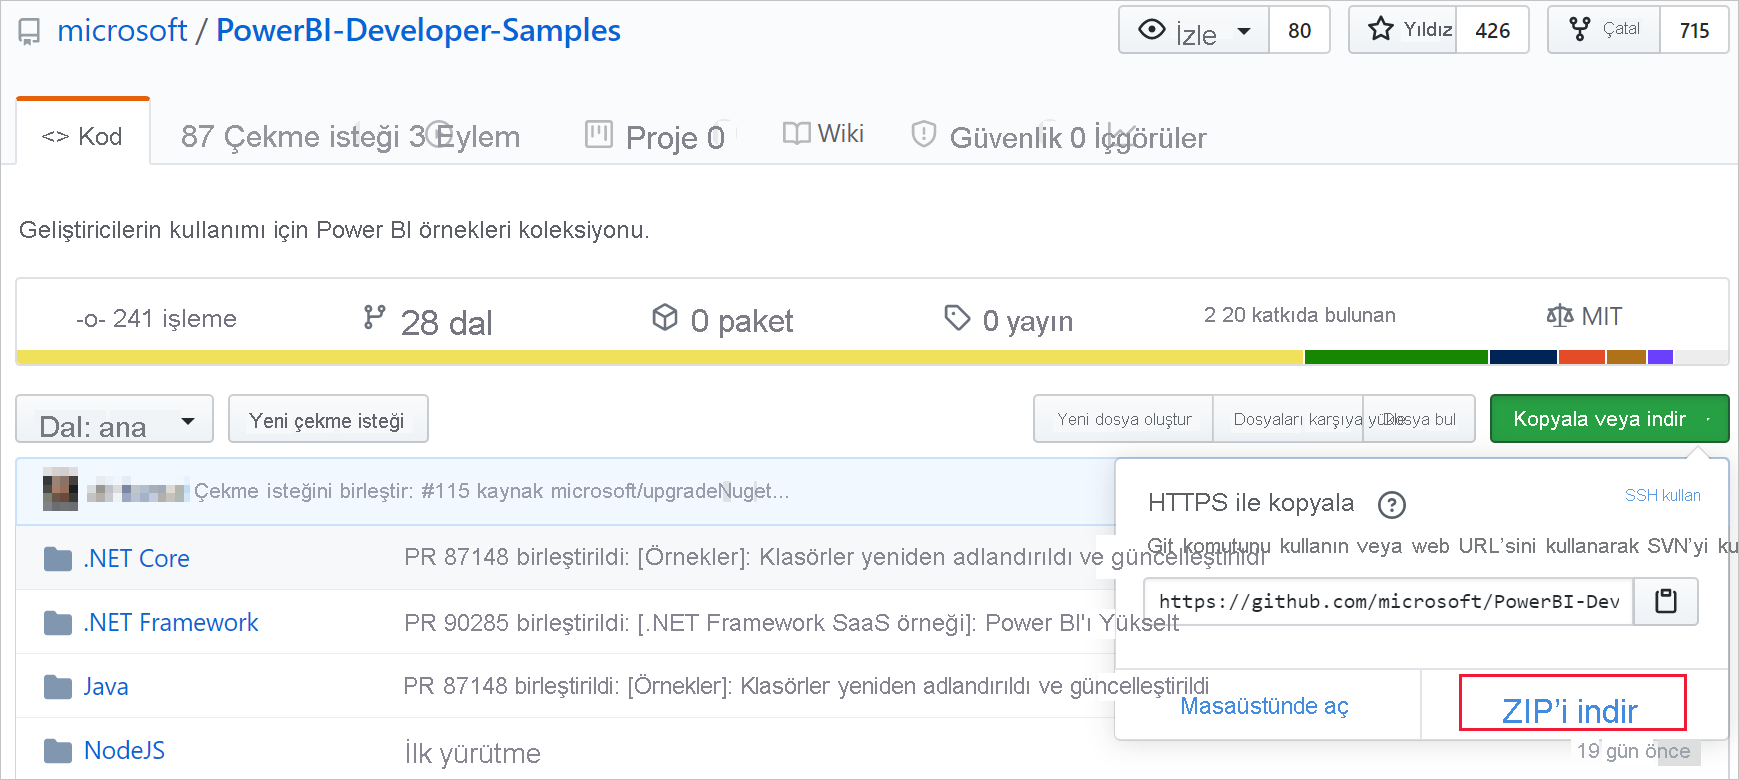 microsoft / PowerBI-Developer-Samples
İzle 80 Yıldız 426 Çatal 715
<> Kod 87 Çekme isteği 3 Eylem Proje 0 Wiki Güvenlik 0 İçgörüler
Geliştiricilerin kullanımı için Power BI örnekleri koleksiyonu.
-o- 241 işleme 28 dal 0 paket 0 yayın 2 20 katkıda bulunan MIT
Dal: ana Yeni çekme isteği Yeni dosya oluştur Dosyaları karşıya yükle Dosya bul Kopyala veya indir
Çekme isteğini birleştir: #115 kaynak microsoft/upgradeNuget...
HTTPS ile kopyala ? SSH kullan
Git komutunu kullanın veya web URL'sini kullanarak SVN'yi ku
.NET Core PR 87148 birleştirildi: [Örnekler]: Klasörler yeniden adlandırıldı ve güncelleştirildi
https://github.com/microsoft/PowerBI-Dev
.NET Framework PR 90285 birleştirildi: [.NET Framework SaaS örneği]: Power BI'ı Yükselt
Java PR 87148 birleştirildi: [Örnekler]: Klasörler yeniden adlandırıldı ve güncelleştirildi
Masaüstünde aç ZIP'i indir
NodeJS İlk yürütme 19 gün önce